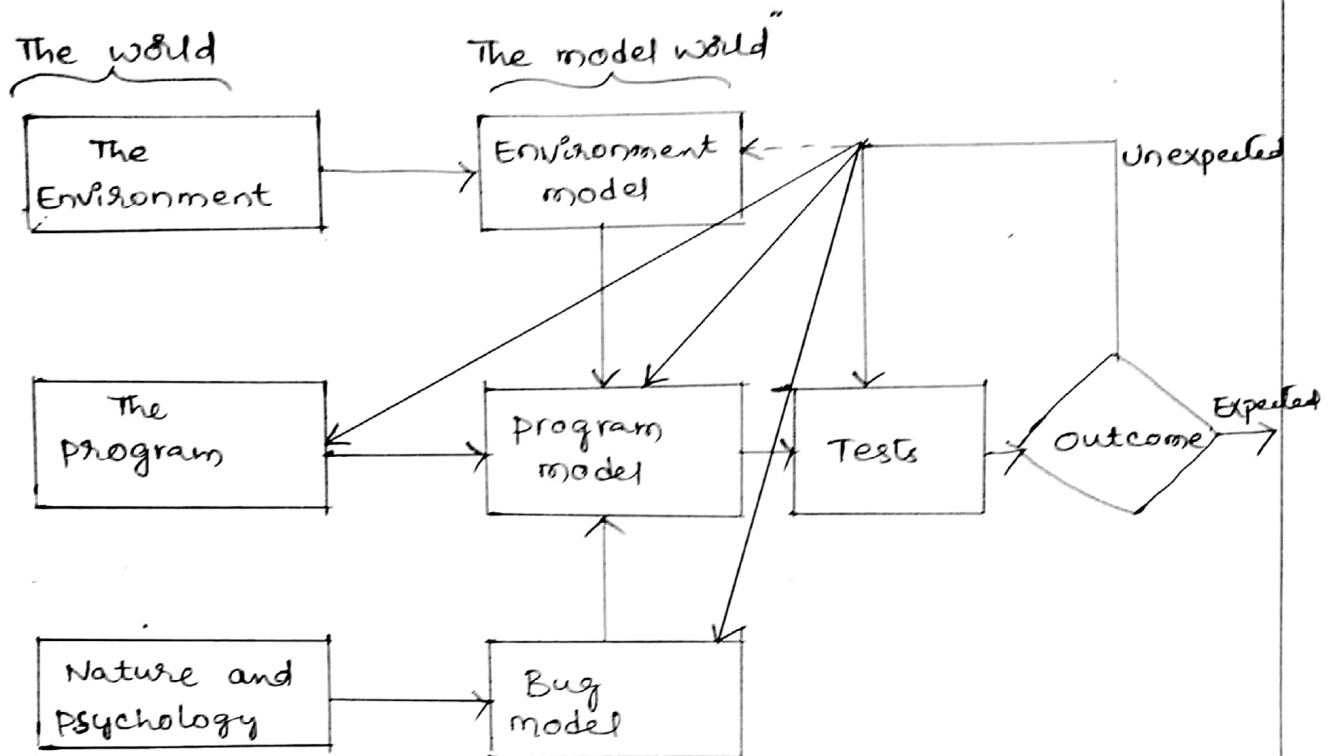 The world
The model world"
The
Environment
Environment
model
Unexpected
The
program
program
model
Tests
Outcome
Expected
Nature and
psychology
Bug
model